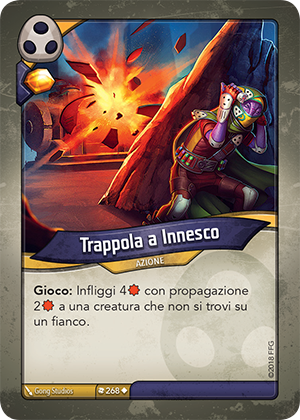 Trappola a Innesco
AZIONE
Gioco: Infliggi 4 con propagazione
2 a una creatura che non si trovi su
un fianco.
©2018 FFG
Gong Studios
268